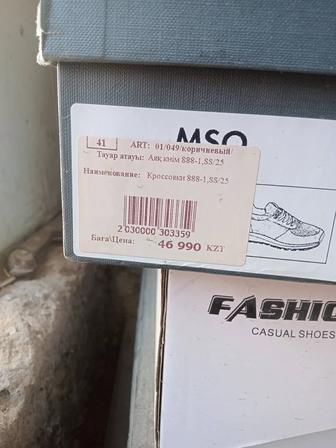 MSO
41 ART: 01/049/коричневый/
Тауар атауы: Аяқ киім 888-1,SS/25
Наименование: Кроссовки 888-1,SS/25
2 030000 303359
Баға\Цена: 46 990 KZT
CASUAL SHOES